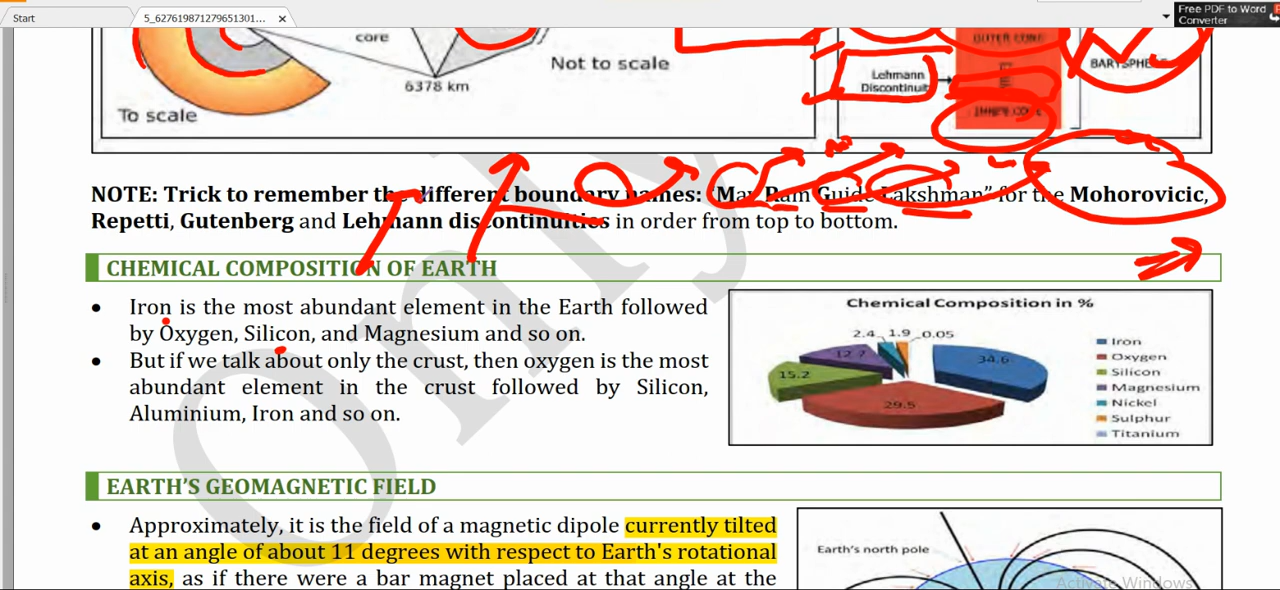 Start
5_627619871279651301...
Free PDF to Word
Converter
core
Not to scale
6378 km
To scale
OUTER CORE
BARYSPHERE
Lehmann
Discontinuit
INNER CORE
NOTE: Trick to remember the different boundary names: "May Ram Guide Lakshman" for the Mohorovicic,
Repetti, Gutenberg and Lehmann discontinuities in order from top to bottom.
CHEMICAL COMPOSITION OF EARTH
• Iron is the most abundant element in the Earth followed
by Oxygen, Silicon, and Magnesium and so on.
• But if we talk about only the crust, then oxygen is the most
abundant element in the crust followed by Silicon,
Aluminium, Iron and so on.
Chemical Composition in %
2.4 1.9 0.05
12.7
34.6
15.2
29.5
Iron
Oxygen
Silicon
Magnesium
Nickel
Sulphur
Titanium
EARTH'S GEOMAGNETIC FIELD
• Approximately, it is the field of a magnetic dipole currently tilted
at an angle of about 11 degrees with respect to Earth's rotational
axis, as if there were a bar magnet placed at that angle at the
Earth's north pole
Activate Windows
Only